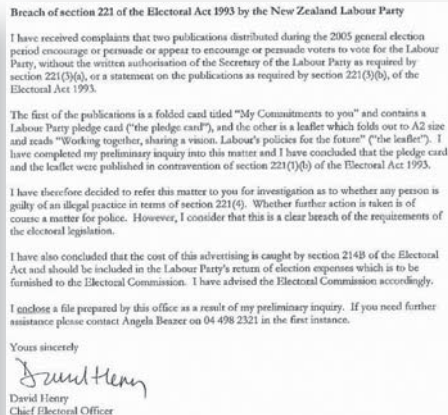 Breach of section 221 of the Electoral Act 1993 by the New Zealand Labour Party
I have received complaints that two publications distributed during the 2005 general election
period encourage or persuade or appear to encourage or persuade voters to vote for the Labour
Party, without the written authorisation of the Secretary of the Labour Party as required by
section 221(3)(a), or a statement on the publications as required by section 221(3)(b), of the
Electoral Act 1993.
The first of the publications is a folded card titled "My Commitments to you" and contains a
Labour Party pledge card ("the pledge card"), and the other is a leaflet which folds out to A2 size
and reads "Working together, sharing a vision. Labour's policies for the future" ("the leaflet"). I
have completed my preliminary inquiry into this matter and I have concluded that the pledge card
and the leaflet were published in contravention of section 221(1)(b) of the Electoral Act 1993.
I have therefore decided to refer this matter to you for investigation as to whether any person is
guilty of an illegal practice in terms of section 221(4). Whether further action is taken is of
course a matter for police. However, I consider that this is a clear breach of the requirements of
the electoral legislation.
I have also concluded that the cost of this advertising is caught by section 214B of the Electoral
Act and should be included in the Labour Party's return of election expenses which is to be
furnished to the Electoral Commission. I have advised the Electoral Commission accordingly.
I enclose a file prepared by this office as a result of my preliminary inquiry. If you need further
assistance please contact Angela Beazer on 04 498 2321 in the first instance.
Yours sincerely
David Henry
David Henry
Chief Electoral Officer